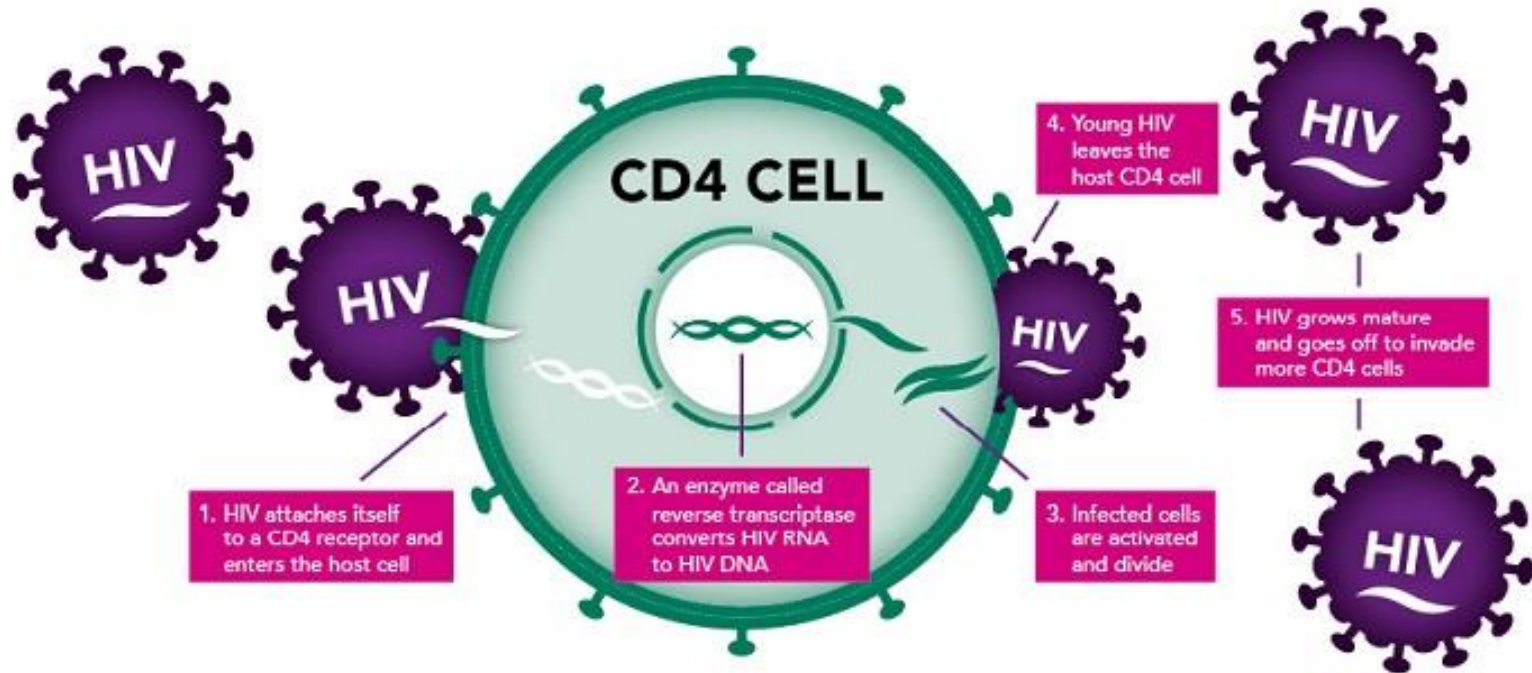 HIV
HIV
CD4 CELL
1. HIV attaches itself
to a CD4 receptor and
enters the host cell
2. An enzyme called
reverse transcriptase
converts HIV RNA
to HIV DNA
3. Infected cells
are activated
and divide
4. Young HIV
leaves the
host CD4 cell
HIV
HIV
5. HIV grows mature
and goes off to invade
more CD4 cells
HIV